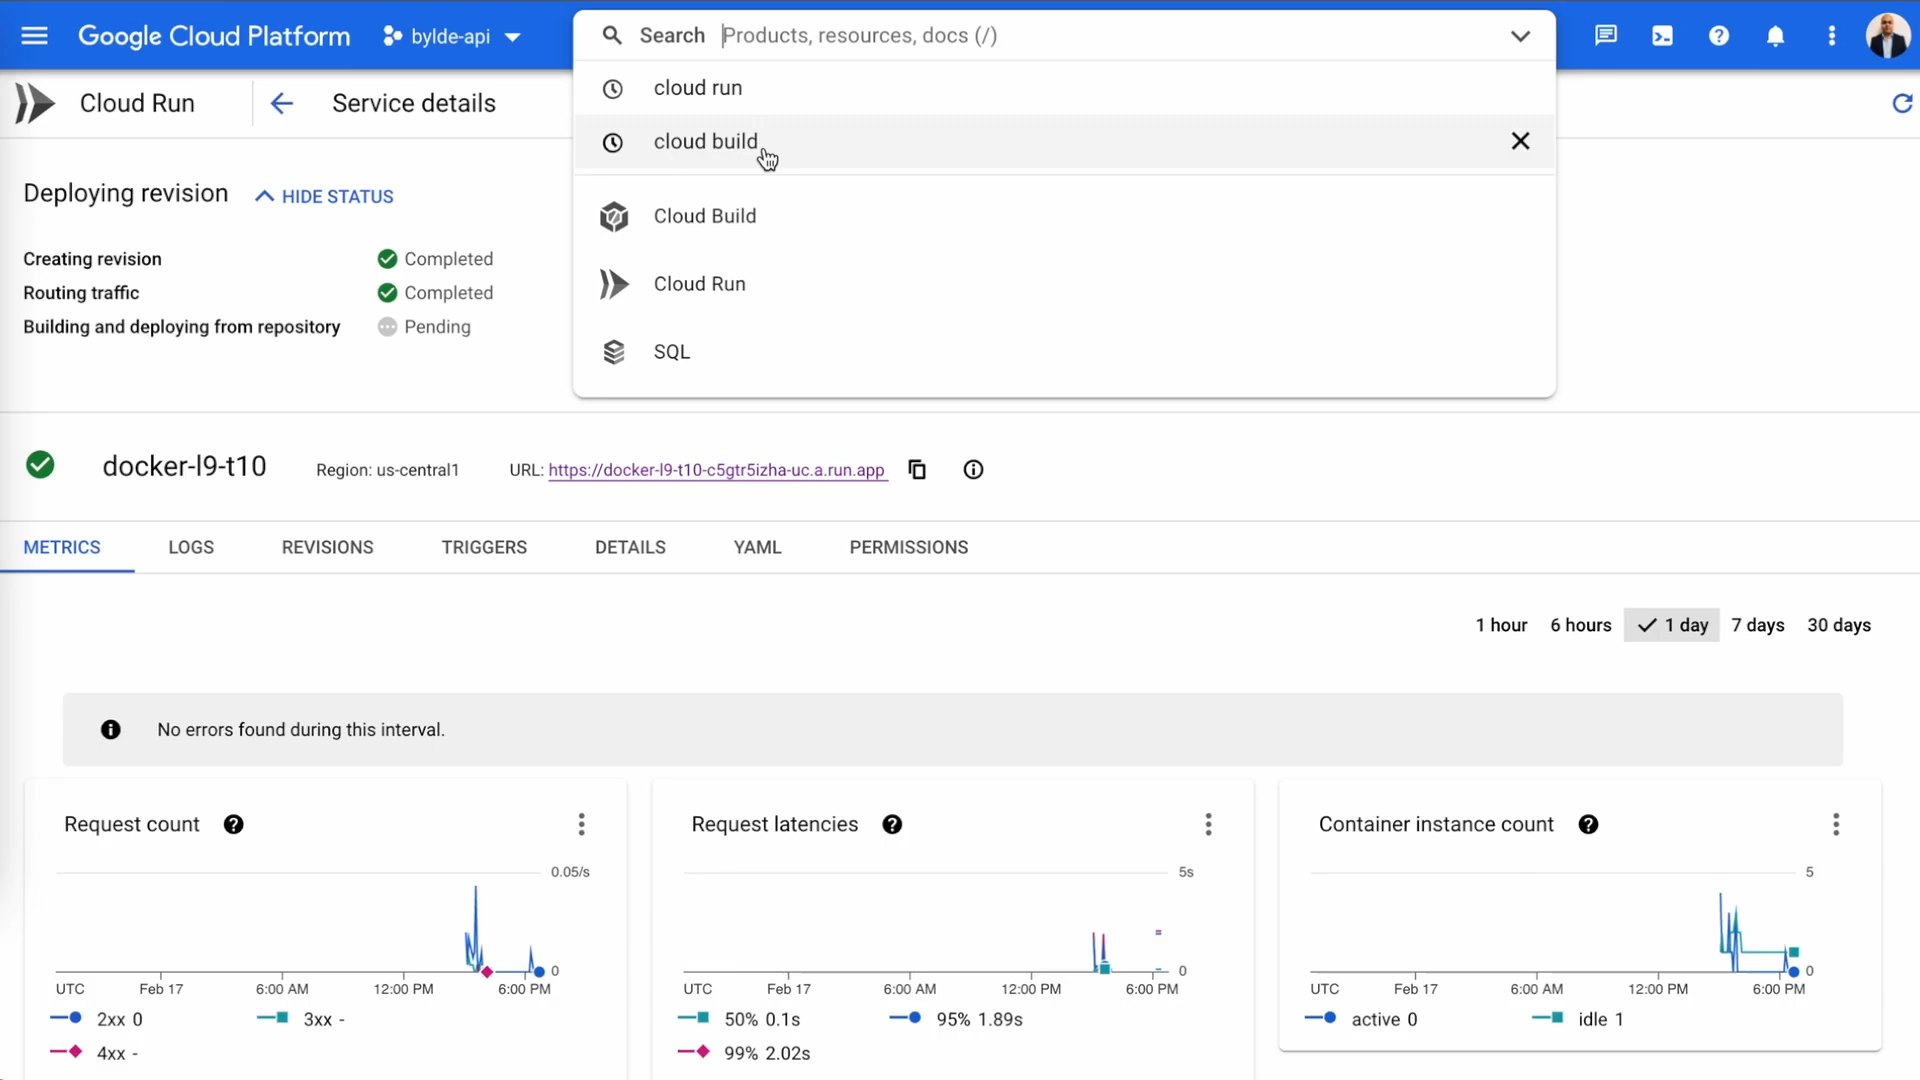 Google Cloud Platform
bylde-api
Search Products, resources, docs (/)
cloud run
cloud build
Cloud Build
Cloud Run
SQL
Cloud Run
Service details
Deploying revision
HIDE STATUS
Creating revision Completed
Routing traffic Completed
Building and deploying from repository Pending
docker-l9-t10
Region: us-central1
URL: https://docker-l9-t10-c5gtr5izha-uc.a.run.app
METRICS LOGS REVISIONS TRIGGERS DETAILS YAML PERMISSIONS
1 hour 6 hours 1 day 7 days 30 days
No errors found during this interval.
Request count
0.05/s
0
UTC Feb 17 6:00 AM 12:00 PM 6:00 PM
2xx 0 3xx -
4xx -
Request latencies
5s
0
UTC Feb 17 6:00 AM 12:00 PM 6:00 PM
50% 0.1s 95% 1.89s
99% 2.02s
Container instance count
5
0
UTC Feb 17 6:00 AM 12:00 PM 6:00 PM
active 0 idle 1